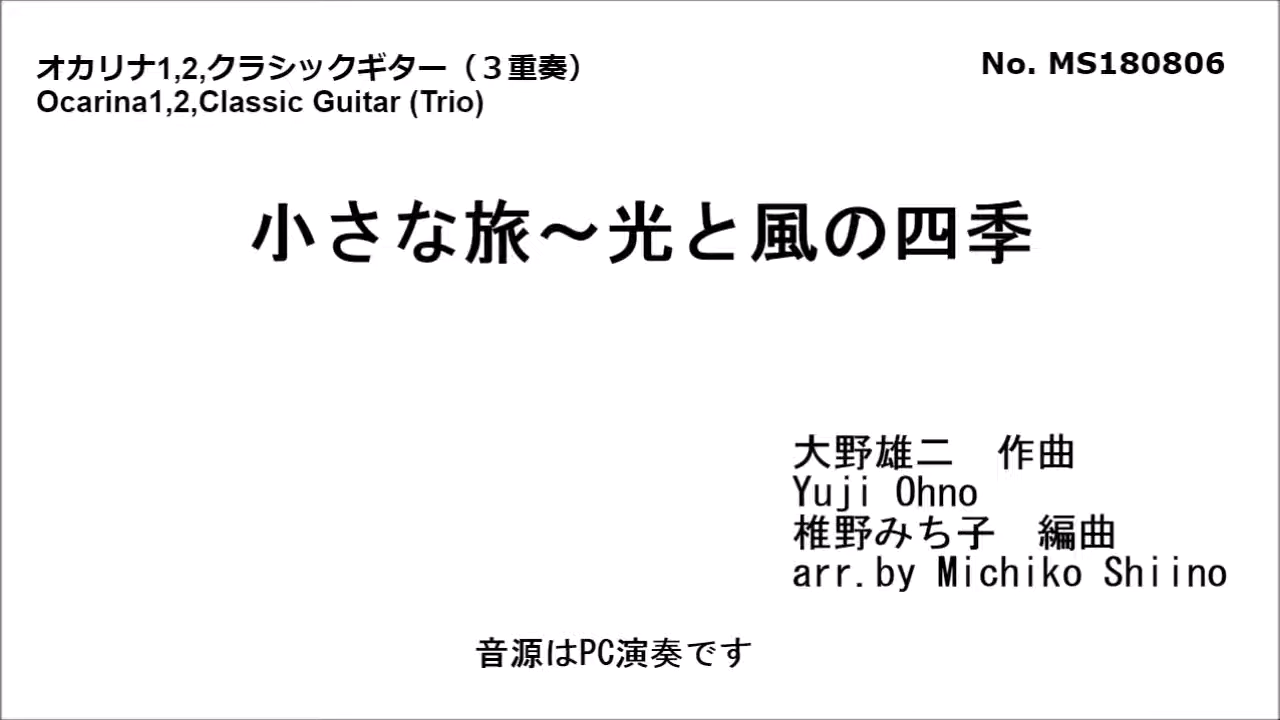 オカリナ1,2,クラシックギター（３重奏）
Ocarina1,2,Classic Guitar (Trio)
No. MS180806
小さな旅～光と風の四季
大野雄二　作曲
Yuji Ohno
椎野みち子　編曲
arr.by Michiko Shiino
音源はPC演奏です